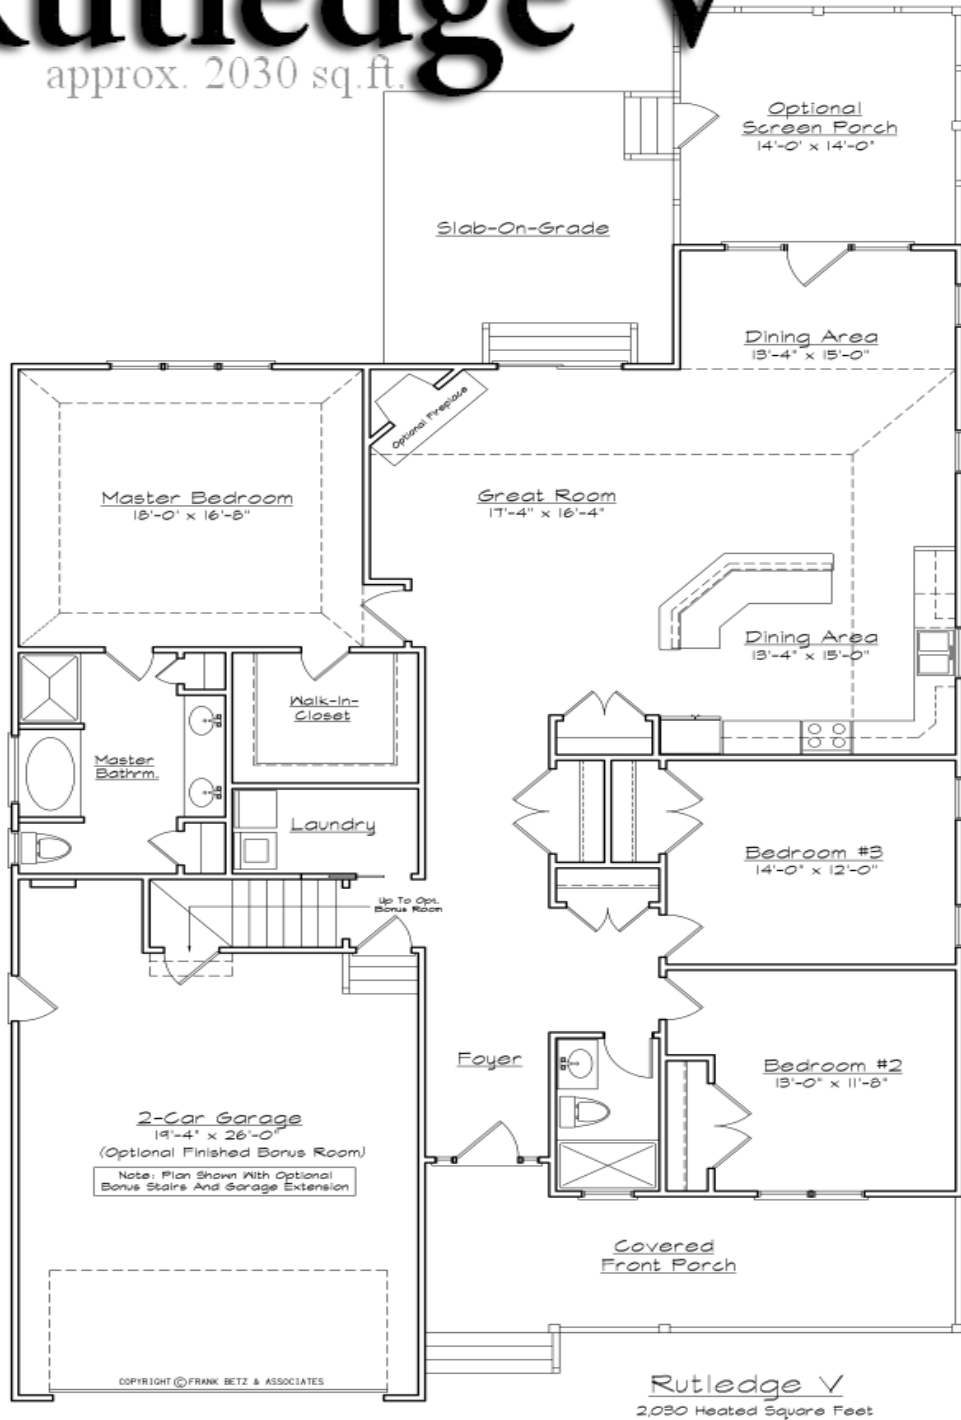 Rutledge V
approx. 2030 sq.ft.
Optional
Screen Porch
14'-0' x 14'-0"
Slab-On-Grade
Dining Area
13'-4" x 15'-0"
Optional Fireplace
Master Bedroom
18'-0' x 16'-8"
Great Room
17'-4" x 16'-4"
Dining Area
13'-4" x 15'-0"
Walk-In-
Closet
Master
Bathrm.
Laundry
Bedroom #3
14'-0" x 12'-0"
Up To Opt.
Bonus Room
Foyer
Bedroom #2
13'-0" x 11'-8"
2-Car Garage
19'-4" x 26'-0"
(Optional Finished Bonus Room)
Note: Plan Shown With Optional
Bonus Stairs And Garage Extension
Covered
Front Porch
COPYRIGHT © FRANK BETZ & ASSOCIATES
Rutledge V
2,030 Heated Square Feet